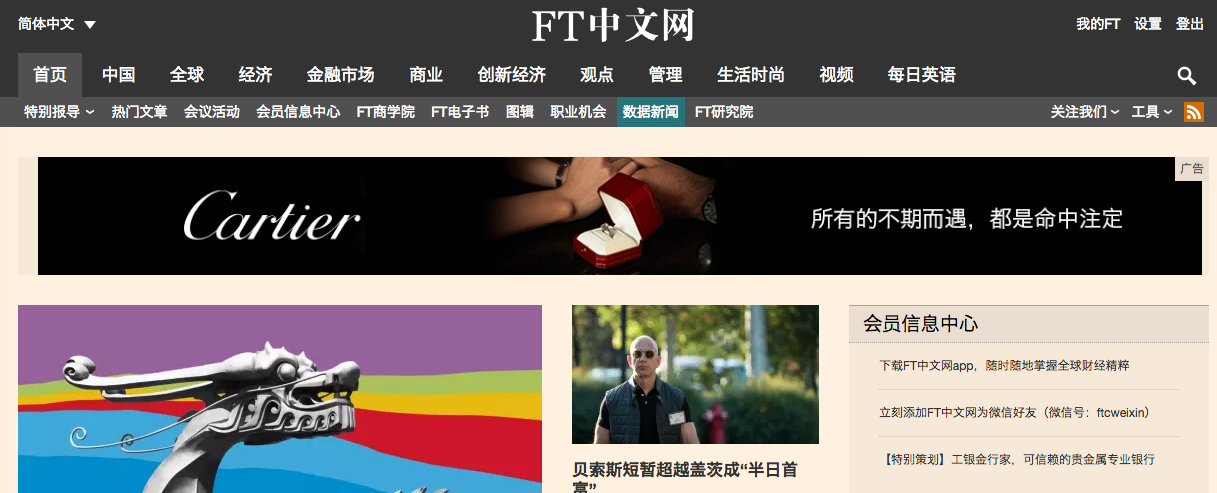 简体中文
FT中文网
我的FT 设置 登出
首页 中国 全球 经济 金融市场 商业 创新经济 观点 管理 生活时尚 视频 每日英语
特别报导 热门文章 会议活动 会员信息中心 FT商学院 FT电子书 图辑 职业机会 数据新闻 FT研究院 关注我们 工具
广告
Cartier
所有的不期而遇，都是命中注定
贝索斯短暂超越盖茨成“半日首
富”
会员信息中心
下载FT中文网app，随时随地掌握全球财经精粹
立刻添加FT中文网为微信好友（微信号：ftcweixin）
【特别策划】工银金行家，可信赖的贵金属专业银行